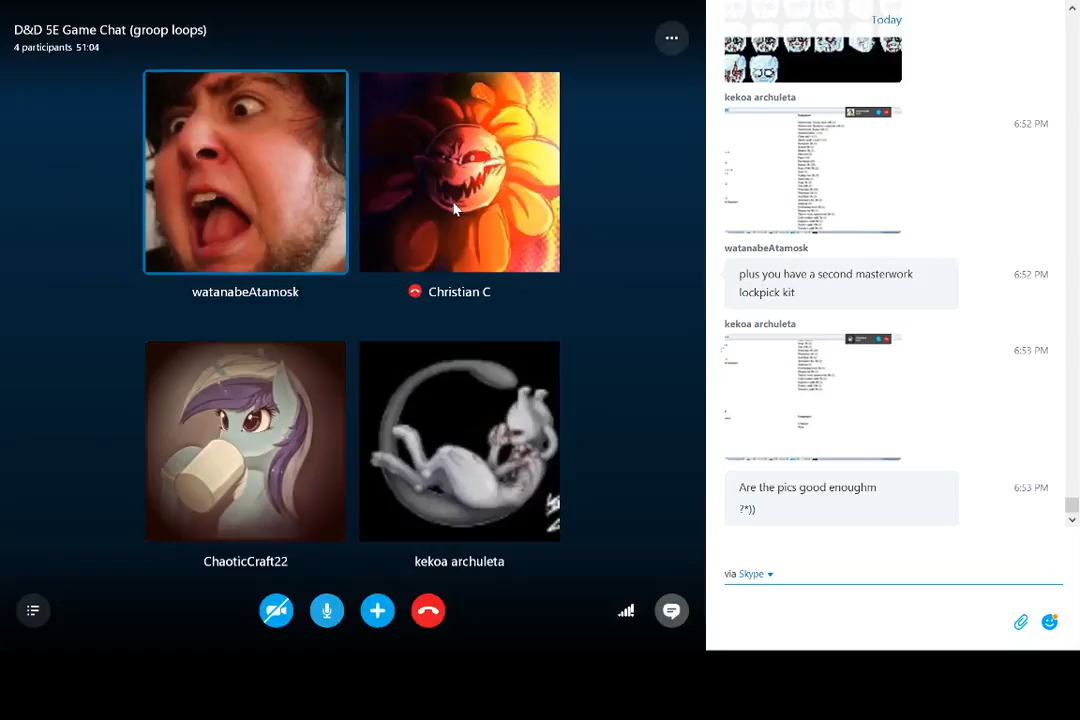 D&D 5E Game Chat (groop loops)
4 participants 51:04
watanabeAtamosk
Christian C
ChaoticCraft22
kekoa archuleta
Today
kekoa archuleta
6:52 PM
watanabeAtamosk
plus you have a second masterwork
lockpick kit
6:52 PM
kekoa archuleta
6:53 PM
Are the pics good enoughm
?*))
6:53 PM
via Skype